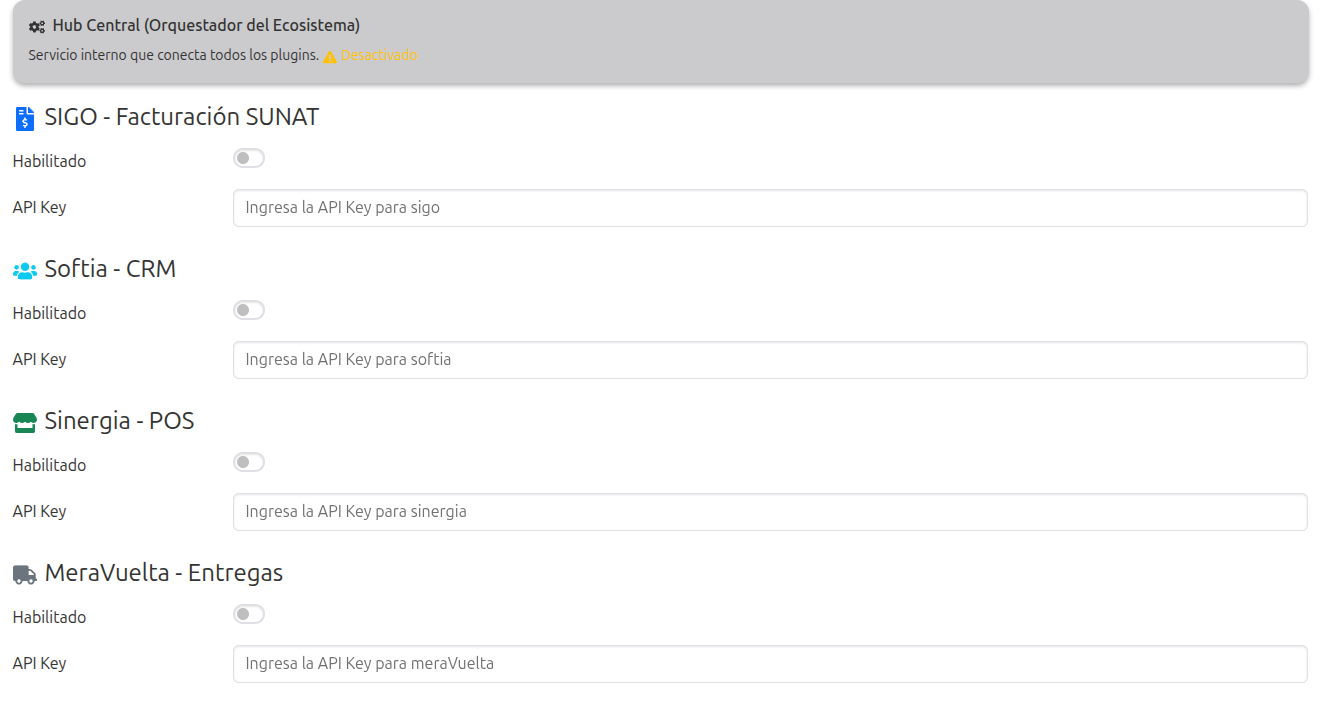 Hub Central (Orquestador del Ecosistema)
Servicio interno que conecta todos los plugins. Desactivado
SIGO - Facturación SUNAT
Habilitado
API Key
Ingresa la API Key para sigo
Softia - CRM
Habilitado
API Key
Ingresa la API Key para softia
Sinergia - POS
Habilitado
API Key
Ingresa la API Key para sinergia
MeraVuelta - Entregas
Habilitado
API Key
Ingresa la API Key para meraVuelta